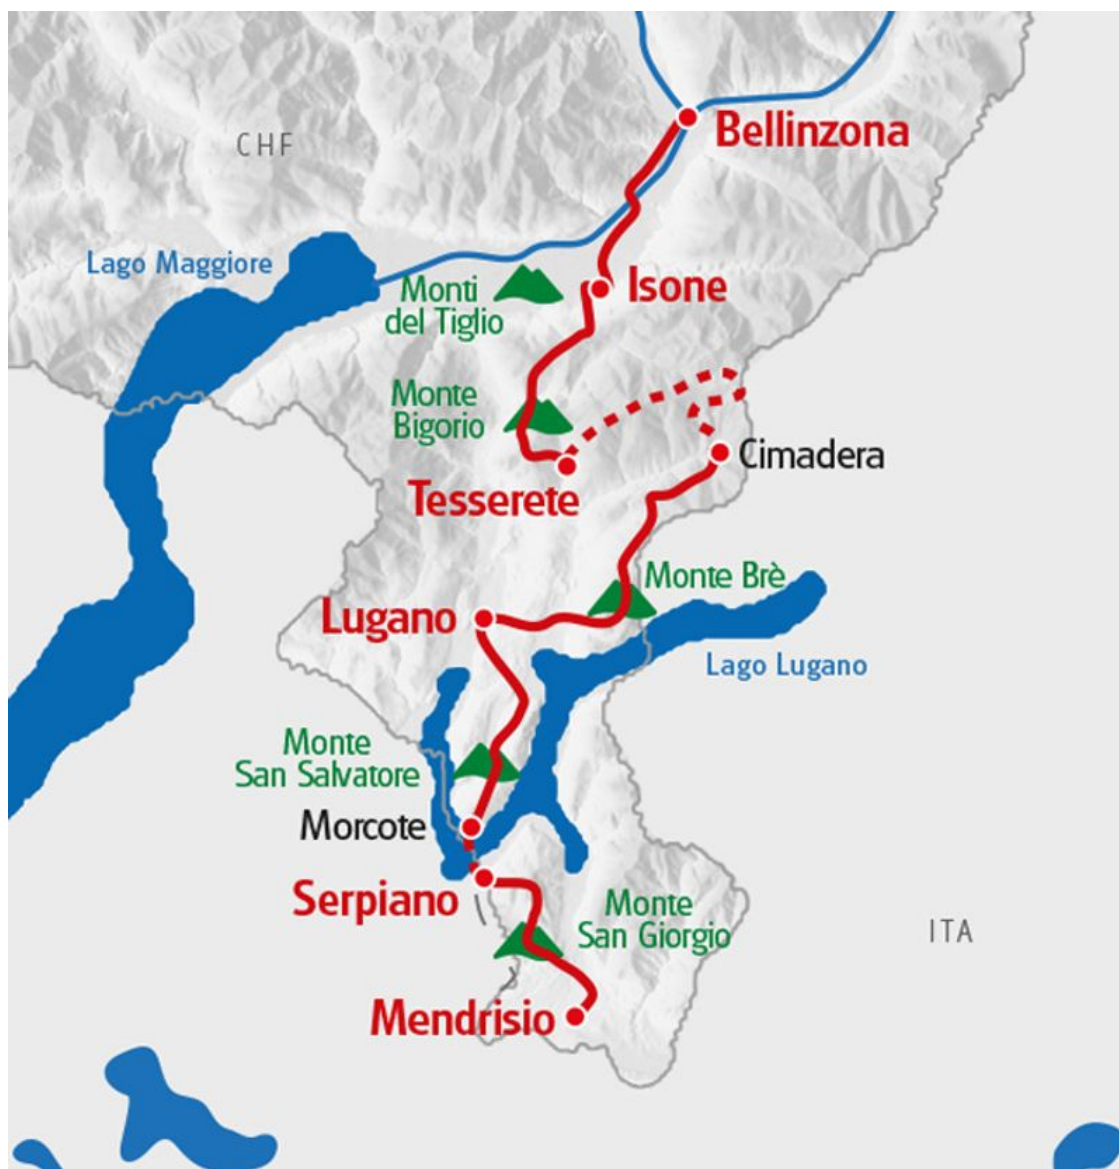 Bellinzona
CHF
Lago Maggiore
Monti
del Tiglio
Isone
Monte
Bigorio
Cimadera
Tesserete
Monte Brè
Lugano
Lago Lugano
Monte
San Salvatore
Morcote
Serpiano
Monte
San Giorgio
ITA
Mendrisio